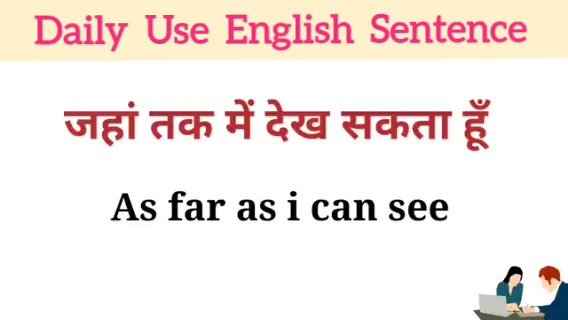 Daily Use English Sentence
जहां तक में देख सकता हूँ
As far as i can see